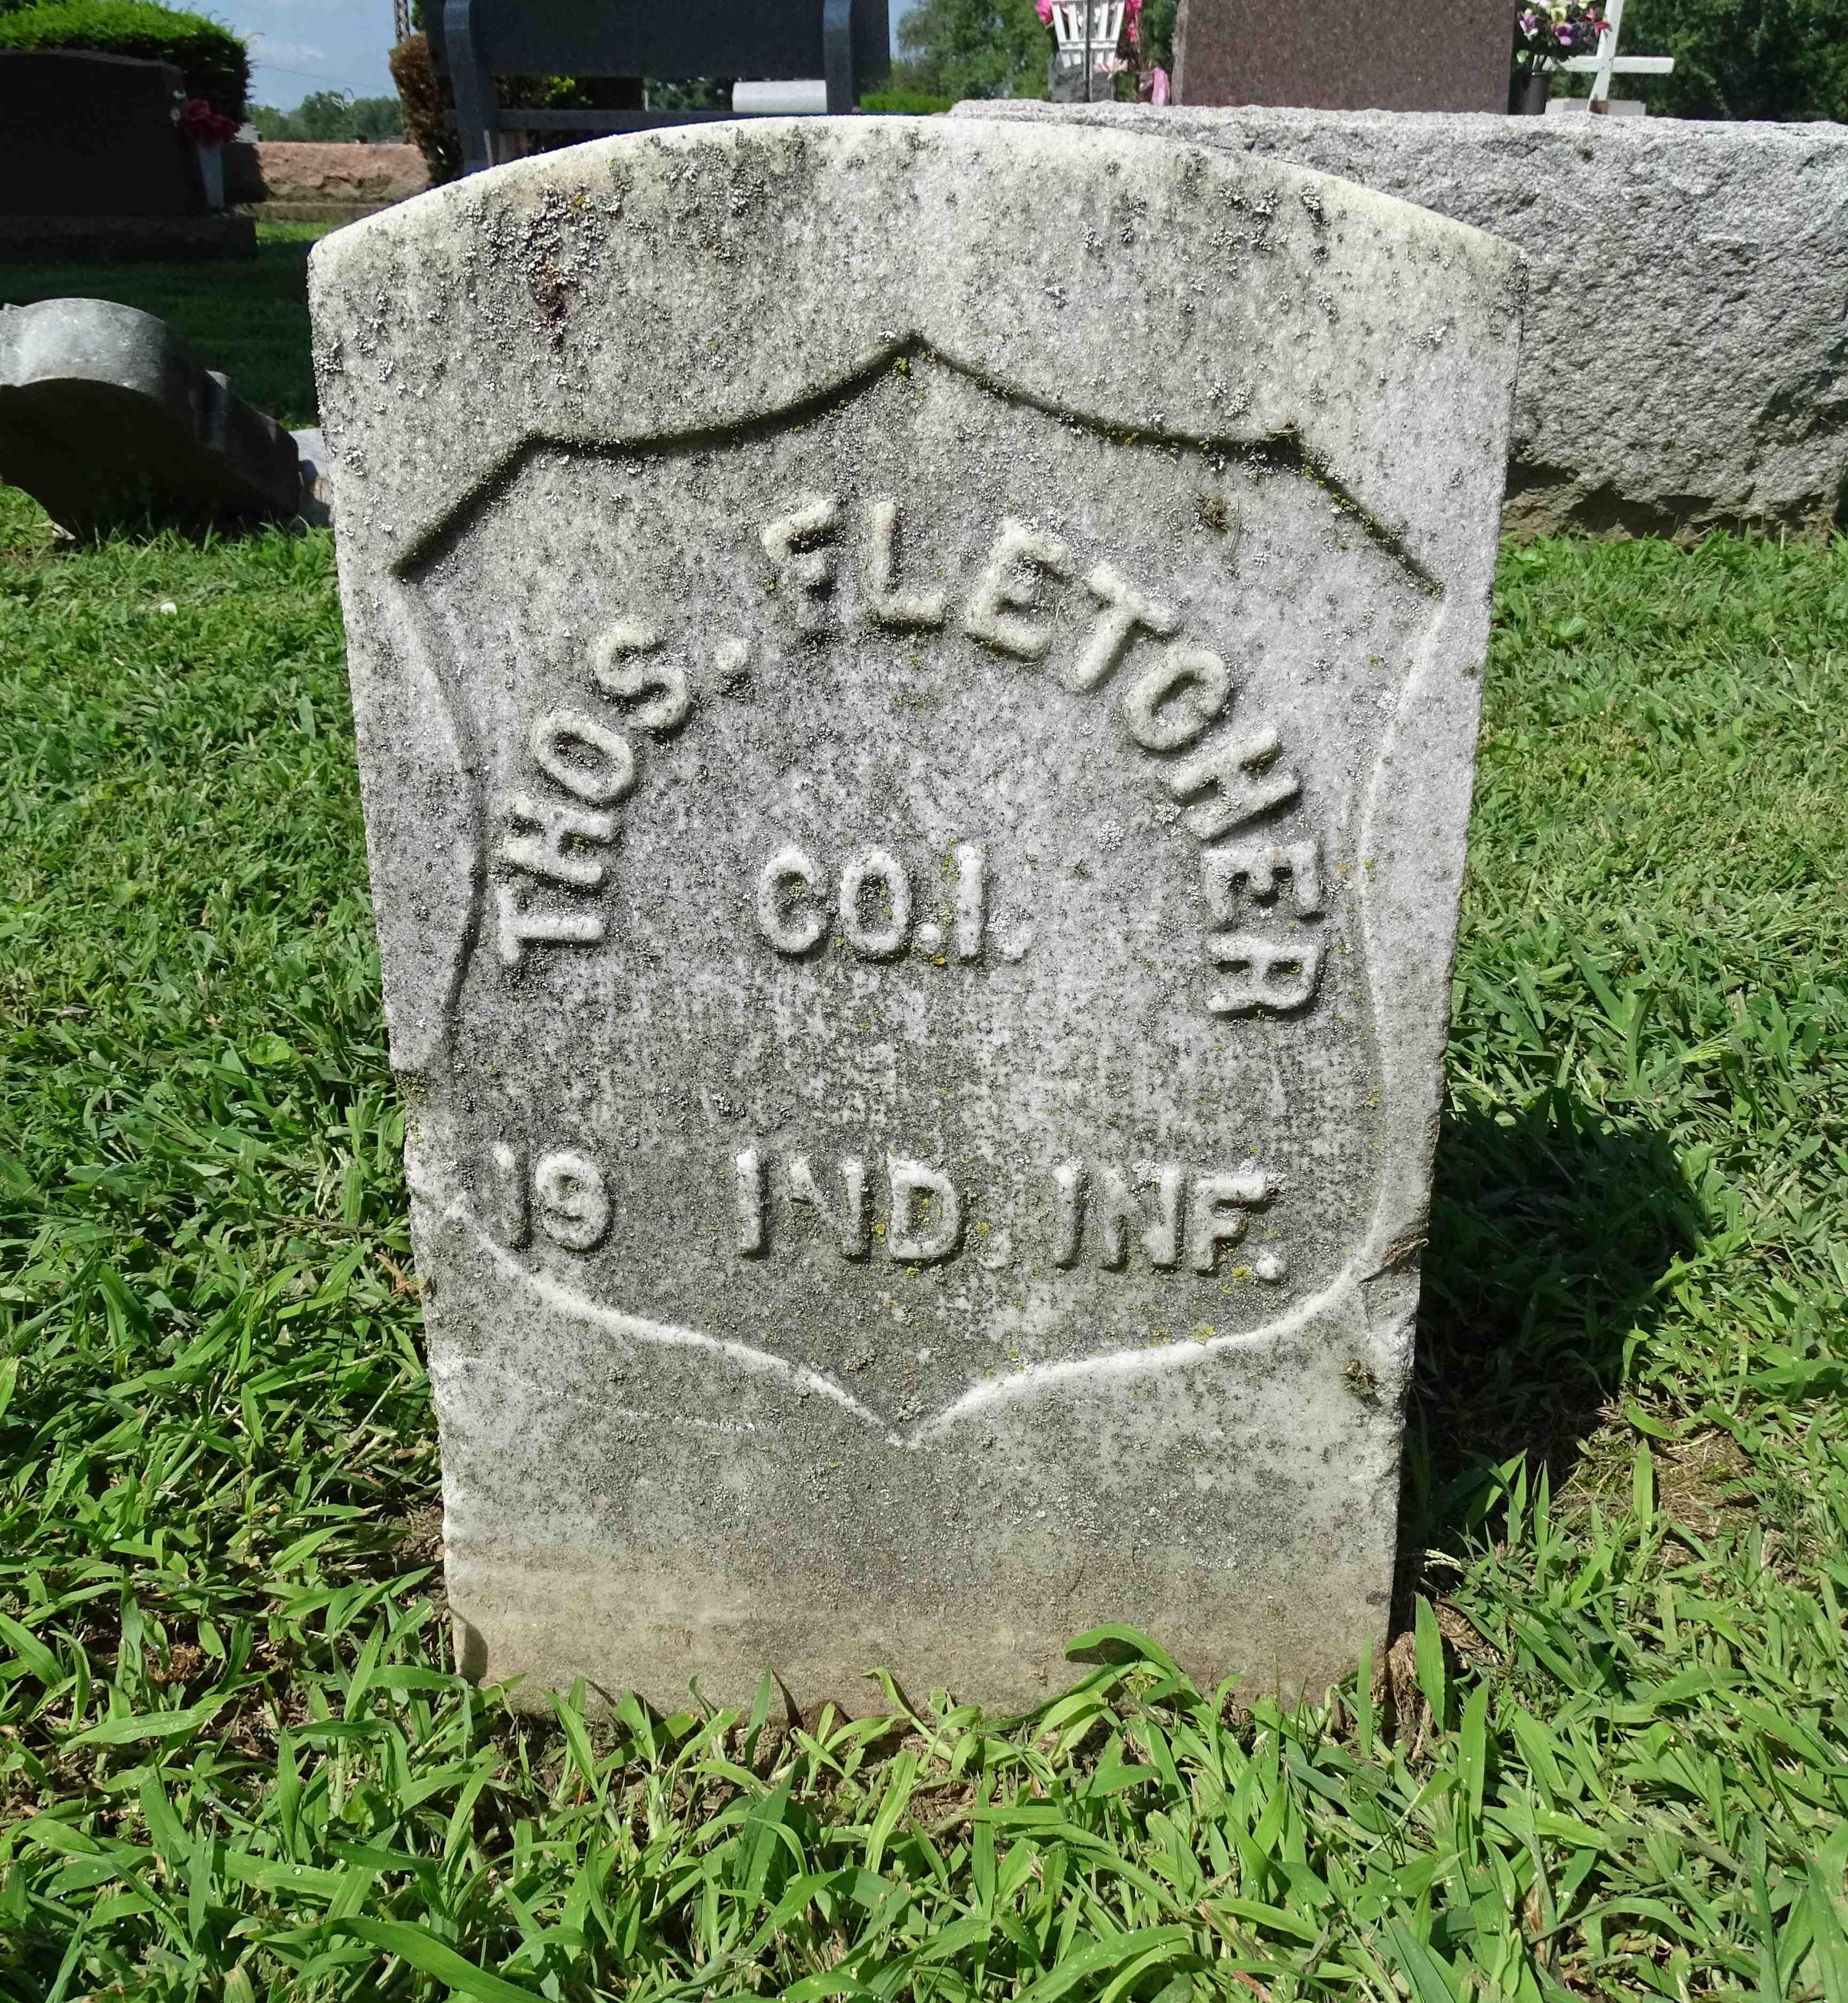 THOS. FLETCHER
CO. I.
19 IND. INF.